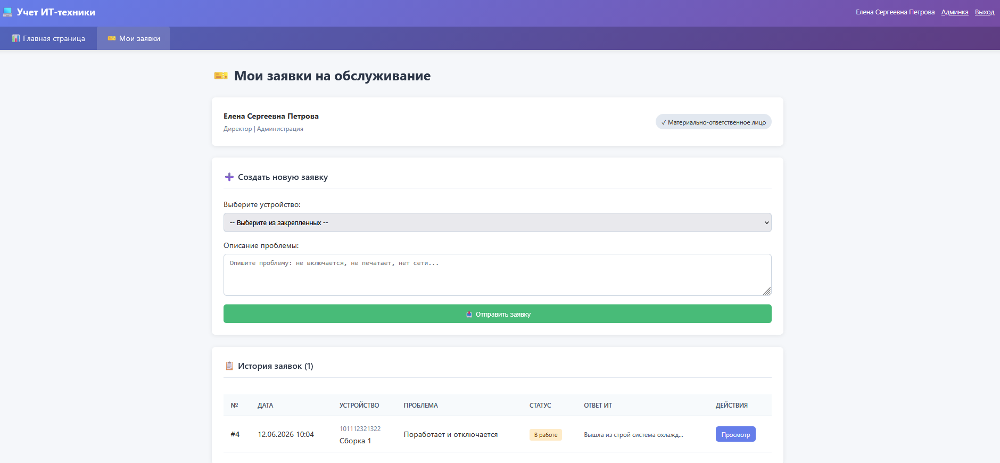 Учет ИТ-техники
Елена Сергеевна Петрова Админка Выход
Главная страница Мои заявки
Мои заявки на обслуживание
Елена Сергеевна Петрова
Директор | Администрация
✓ Материально-ответственное лицо
Создать новую заявку
Выберите устройство:
-- Выберите из закрепленных --
Описание проблемы:
Опишите проблему: не включается, не печатает, нет сети...
Отправить заявку
История заявок (1)
№ ДАТА УСТРОЙСТВО ПРОБЛЕМА СТАТУС ОТВЕТ ИТ ДЕЙСТВИЯ
#4 12.06.2026 10:04 101112321322 Сборка 1 Поработает и отключается В работе Вышла из строй система охлажд... Просмотр